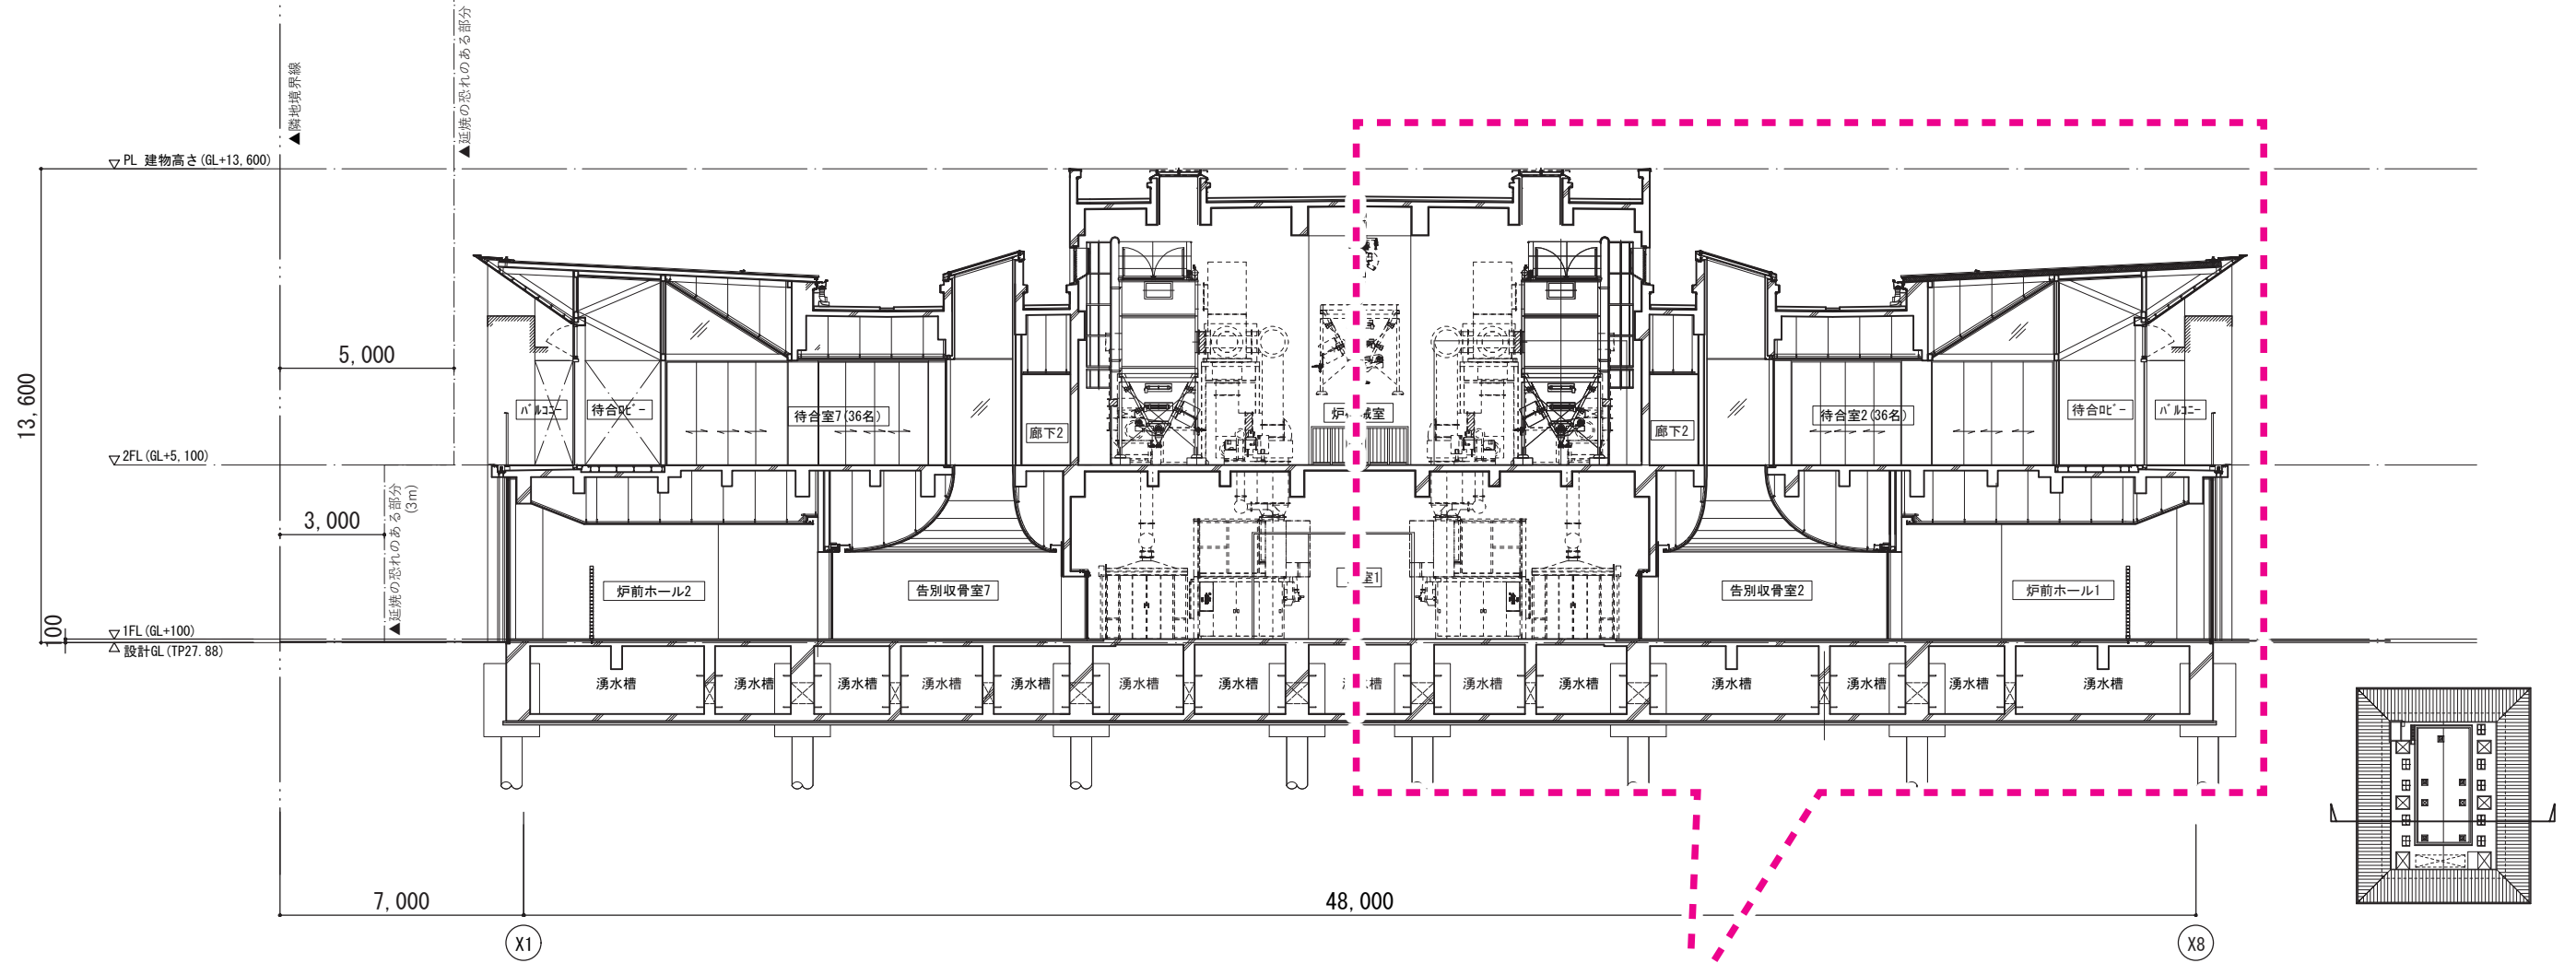 ▲隣地境界線
▲延焼の恐れのある部分
▽PL 建物高さ(GL+13,600)
5,000
13,600
ﾊﾞﾙｺﾆｰ
待合ﾛﾋﾞｰ
待合室7(36名)
廊下2
廊下2
待合室2(36名)
待合ﾛﾋﾞｰ
ﾊﾞﾙｺﾆｰ
▽2FL(GL+5,100)
▲延焼の恐れのある部分
(3m)
3,000
炉前ホール2
告別収骨室7
告別収骨室2
炉前ホール1
100
▽1FL(GL+100)
設計GL(TP27.88)
湧水槽
湧水槽
湧水槽
湧水槽
湧水槽
湧水槽
湧水槽
湧水槽
湧水槽
湧水槽
湧水槽
湧水槽
湧水槽
湧水槽
7,000
48,000
X1
X8